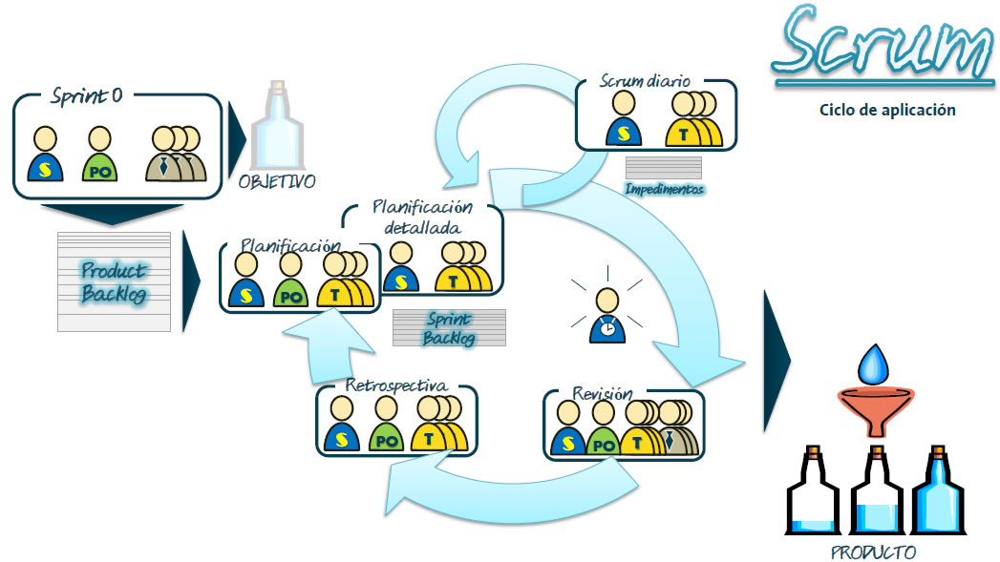 Scrum
Ciclo de aplicación
Sprint 0
S
PO
OBJETIVO
Product
Backlog
Scrum diario
S
T
Impedimentos
Planificación
detallada
S
T
Planificación
S
PO
T
Sprint
Backlog
Retrospectiva
S
PO
T
Revisión
S
PO
T
PRODUCTO